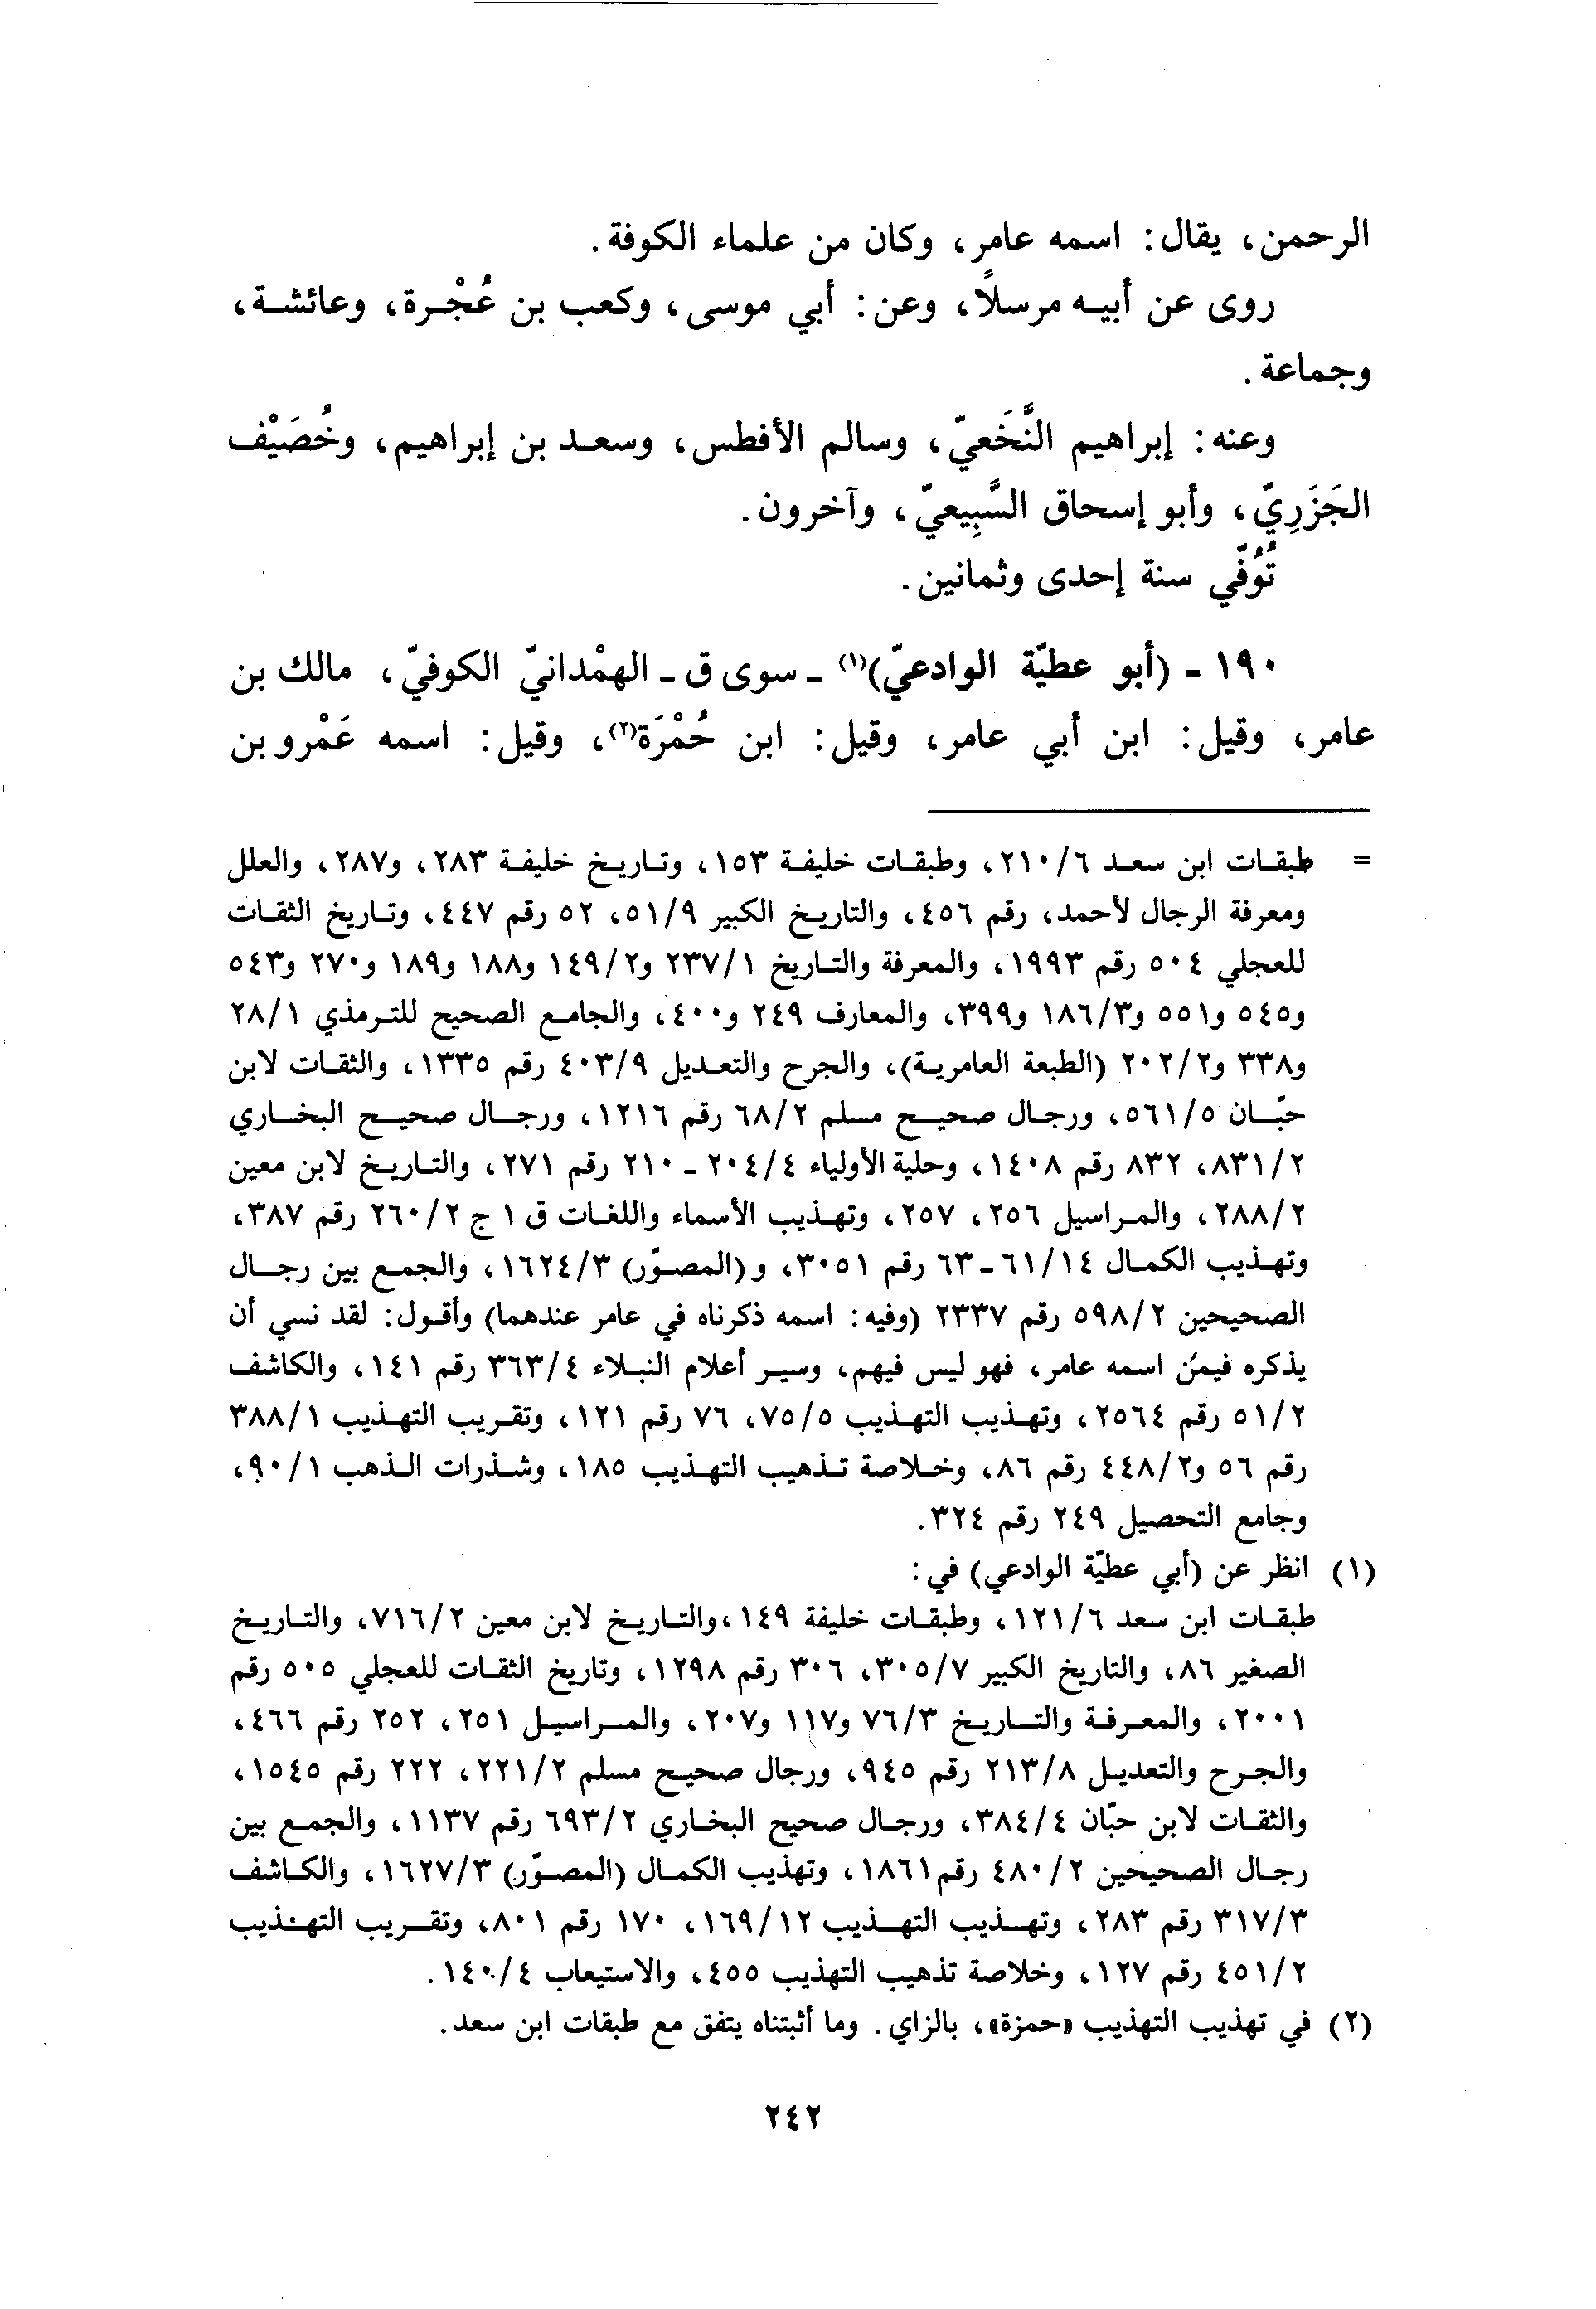 الرحمن، يقال: اسمه عامر، وكان من علماء الكوفة.
روى عن أبيه مرسلًا، وعن: أبي موسى، وكعب بن عُجْرة، وعائشة،
وجماعة.
وعنه: إبراهيم النَّخَعيّ، وسالم الأفطس، وسعد بن إبراهيم، وخُصَيْف
الجَزَرِيّ، وأبو إسحاق السَّبِيعيّ، وآخرون.
تُوُفّي سنة إحدى وثمانين.
١٩٠ - (أبو عطيّة الوادعيّ)(١) - سوى ق - الهمْدانيّ الكوفيّ، مالك بن
عامر، وقيل: ابن أبي عامر، وقيل: ابن حُمْرَة(٢)، وقيل: اسمه عَمْرو بن
= طبقات ابن سعد ٢١٠/٦، وطبقات خليفة ١٥٣، وتاريخ خليفة ٢٨٣، و٢٨٧، والعلل
ومعرفة الرجال لأحمد، رقم ٤٥٦، والتاريخ الكبير ٥١/٩، ٥٢ رقم ٤٤٧، وتاريخ الثقات
للعجلي ٥٠٤ رقم ١٩٩٣، والمعرفة والتاريخ ٢٣٧/١ و١٤٩/٢ و١٨٨ و١٨٩ و٢٧٠ و٥٤٣
و٥٤٥ و٥٥١ و١٨٦/٣ و٣٩٩، والمعارف ٢٤٩ و٤٠٠، والجامع الصحيح للترمذي ٢٨/١
و٣٣٨ و٢٠٢/٢ (الطبعة العامرية)، والجرح والتعديل ٤٠٣/٩ رقم ١٣٣٥، والثقات لابن
حبّان ٥٦١/٥، ورجال صحيح مسلم ٦٨/٢ رقم ١٢١٦، ورجال صحيح البخاري
٨٣١/٢، ٨٣٢ رقم ١٤٠٨، وحلية الأولياء ٢٠٤/٤ - ٢١٠ رقم ٢٧١، والتاريخ لابن معين
٢٨٨/٢، والمراسيل ٢٥٦، ٢٥٧، وتهذيب الأسماء واللغات ق ١ ج ٢٦٠/٢ رقم ٣٨٧،
وتهذيب الكمال ٦١/١٤ - ٦٣ رقم ٣٠٥١، و(المصوّر) ١٦٢٤/٣، والجمع بين رجال
الصحيحين ٥٩٨/٢ رقم ٢٣٣٧ (وفيه: اسمه ذكرناه في عامر عندهما) وأقول: لقد نسي أن
يذكره فيمن اسمه عامر، فهو ليس فيهم، وسير أعلام النبلاء ٣٦٣/٤ رقم ١٤١، والكاشف
٥١/٢ رقم ٢٥٦٤، وتهذيب التهذيب ٧٥/٥، ٧٦ رقم ١٢١، وتقريب التهذيب ٣٨٨/١
رقم ٥٦ و٤٤٨/٢ رقم ٨٦، وخلاصة تذهيب التهذيب ١٨٥، وشذرات الذهب ٩٠/١،
وجامع التحصيل ٢٤٩ رقم ٣٢٤.
(١) انظر عن (أبي عطيّة الوادعي) في:
طبقات ابن سعد ١٢١/٦، وطبقات خليفة ١٤٩، والتاريخ لابن معين ٧١٦/٢، والتاريخ
الصغير ٨٦، والتاريخ الكبير ٣٠٥/٧، ٣٠٦ رقم ١٢٩٨، وتاريخ الثقات للعجلي ٥٠٥ رقم
٢٠٠١، والمعرفة والتاريخ ٧٦/٣ و١١٧ و٢٠٧، والمراسيل ٢٥١، ٢٥٢ رقم ٤٦٦،
والجرح والتعديل ٢١٣/٨ رقم ٩٤٥، ورجال صحيح مسلم ٢٢١/٢، ٢٢٢ رقم ١٥٤٥،
والثقات لابن حبّان ٣٨٤/٤، ورجال صحيح البخاري ٦٩٣/٢ رقم ١١٣٧، والجمع بين
رجال الصحيحين ٤٨٠/٢ رقم ١٨٦١، وتهذيب الكمال (المصوّر) ١٦٢٧/٣، والكاشف
٣١٧/٣ رقم ٢٨٣، وتهذيب التهذيب ١٦٩/١٢، ١٧٠ رقم ٨٠١، وتقريب التهذيب
٤٥١/٢ رقم ١٢٧، وخلاصة تذهيب التهذيب ٤٥٥، والاستيعاب ١٤٠/٤.
(٢) في تهذيب التهذيب «حمزة»، بالزاي. وما أثبتناه يتفق مع طبقات ابن سعد.
٢٤٢